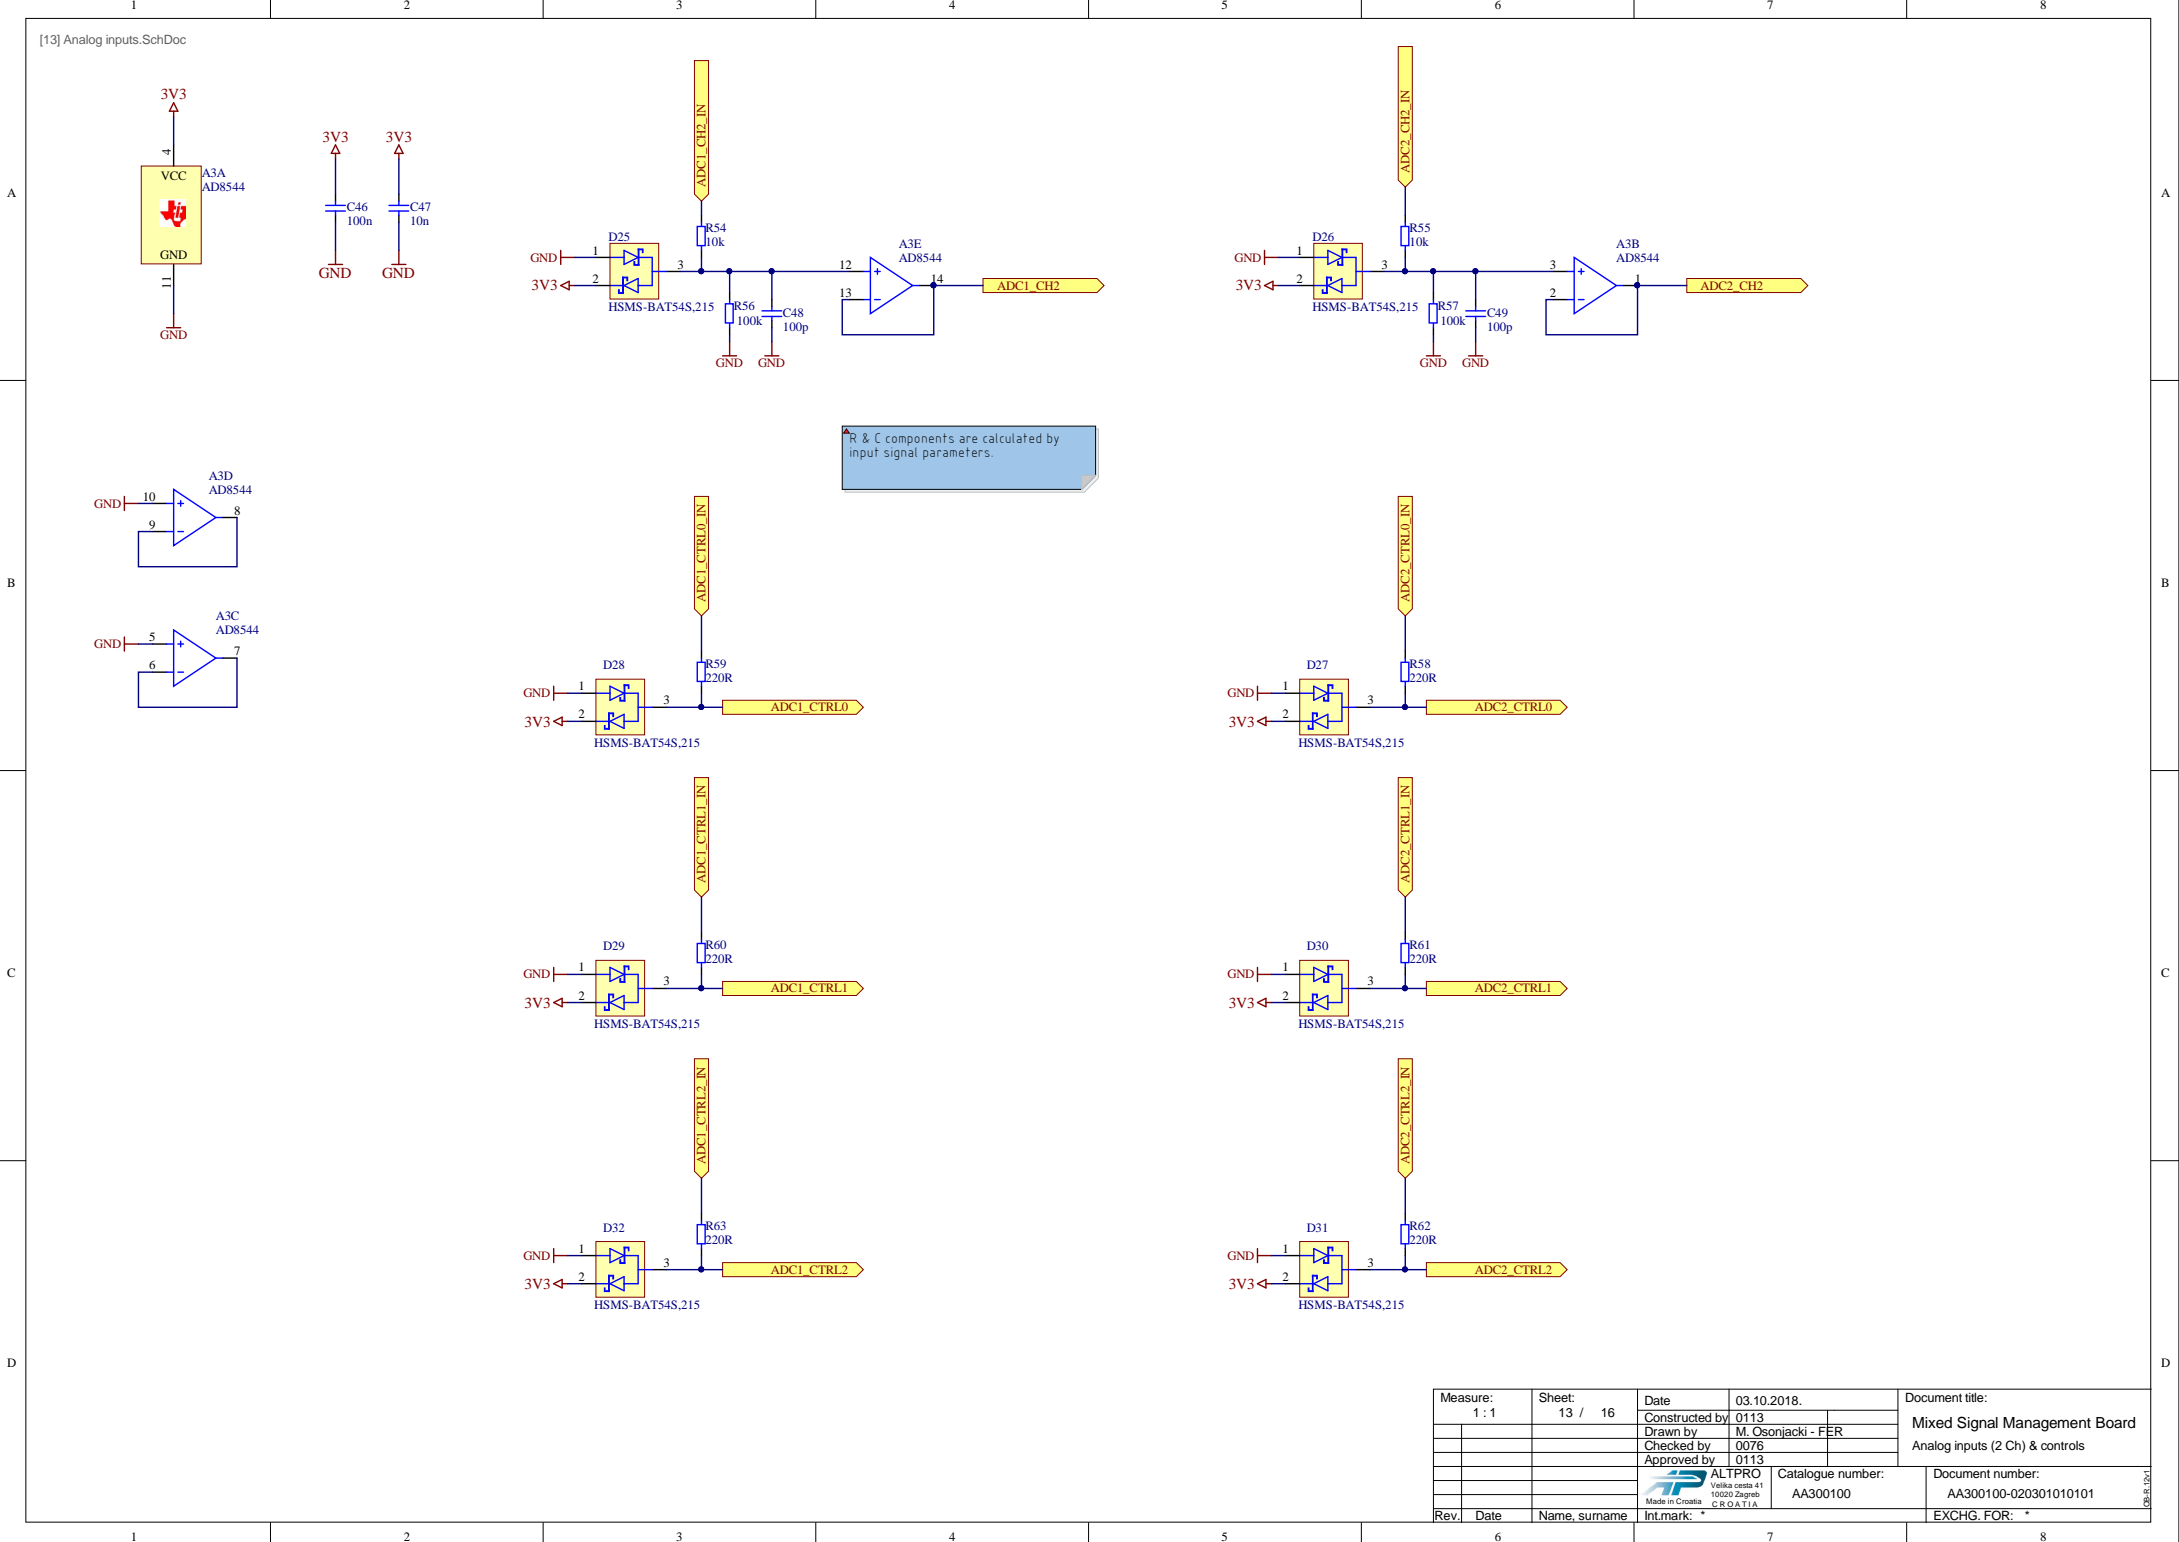 1 2 3 4 5 6 7 8
[13] Analog inputs.SchDoc
A
A
B
B
C
C
D
D
3V3
4
VCC
A3A
AD8544
GND
11
GND
3V3
C46
100n
GND
3V3
C47
10n
GND
ADC1_CH2_IN
R54
10k
D25
GND
1
3V3
2
3
HSMS-BAT54S,215
R56
100k
GND
C48
100p
GND
A3E
AD8544
12
13
14
ADC1_CH2
ADC2_CH2_IN
R55
10k
D26
GND
1
3V3
2
3
HSMS-BAT54S,215
R57
100k
GND
C49
100p
GND
A3B
AD8544
3
2
1
ADC2_CH2
R & C components are calculated by
input signal parameters.
A3D
AD8544
GND
10
9
8
A3C
AD8544
GND
5
6
7
ADC1_CTRL0_IN
R59
220R
D28
GND
1
3V3
2
3
HSMS-BAT54S,215
ADC1_CTRL0
ADC2_CTRL0_IN
R58
220R
D27
GND
1
3V3
2
3
HSMS-BAT54S,215
ADC2_CTRL0
ADC1_CTRL1_IN
R60
220R
D29
GND
1
3V3
2
3
HSMS-BAT54S,215
ADC1_CTRL1
ADC2_CTRL1_IN
R61
220R
D30
GND
1
3V3
2
3
HSMS-BAT54S,215
ADC2_CTRL1
ADC1_CTRL2_IN
R63
220R
D32
GND
1
3V3
2
3
HSMS-BAT54S,215
ADC1_CTRL2
ADC2_CTRL2_IN
R62
220R
D31
GND
1
3V3
2
3
HSMS-BAT54S,215
ADC2_CTRL2
Measure:
1 : 1
Sheet:
13 / 16
Date 03.10.2018.
Constructed by 0113
Drawn by M. Osonjacki - FER
Checked by 0076
Approved by 0113
Document title:
Mixed Signal Management Board
Analog inputs (2 Ch) & controls
Made in Croatia
ALTPRO
Velika cesta 41
10020 Zagreb
CROATIA
Catalogue number:
AA300100
Document number:
AA300100-020301010101
OB-R.12v1
Rev. Date Name, surname Int.mark: * EXCHG. FOR: *
1 2 3 4 5 6 7 8